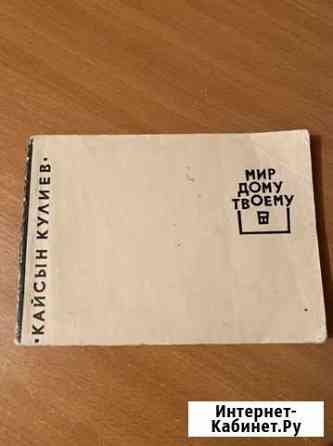 • КАЙСЫН КУЛИЕВ •
МИР
ДОМУ
ТВОЕМУ
Интернет-
Кабинет.Ру